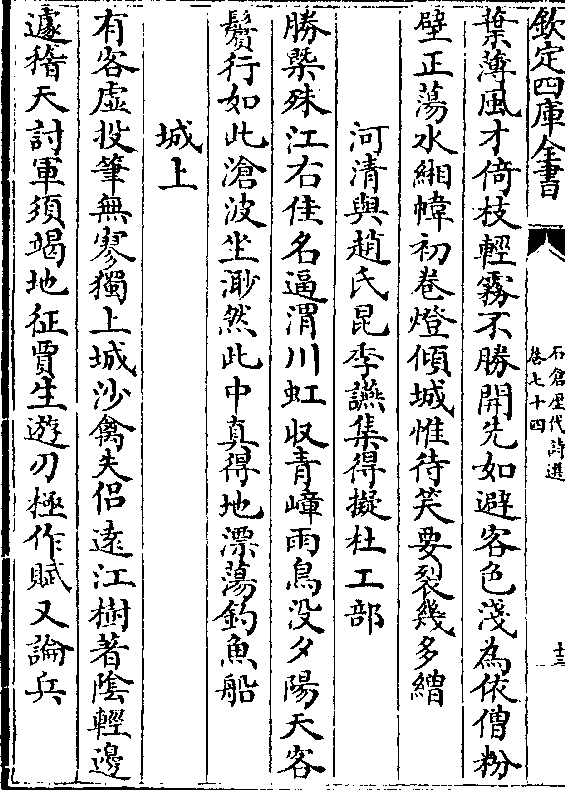 欽定四庫全書
石倉歷代詩選
卷七十四
十三
葉薄風才倚枝輕霧不勝開先如避客色淺為依僧粉
壁正蕩水緗幃初卷燈傾城惟待笑要裂幾多繒
河清與趙氏昆季讌集得擬杜工部
勝槩殊江右佳名逼渭川虹収青嶂雨鳥没夕陽天客
鬢行如此滄波坐渺然此中真得地漂蕩釣魚船
城上
有客虛投筆無寥獨上城沙禽失侶逺江樹著陰輕邊
遽稽天討軍須竭地征賈生遊刃極作賦又論兵